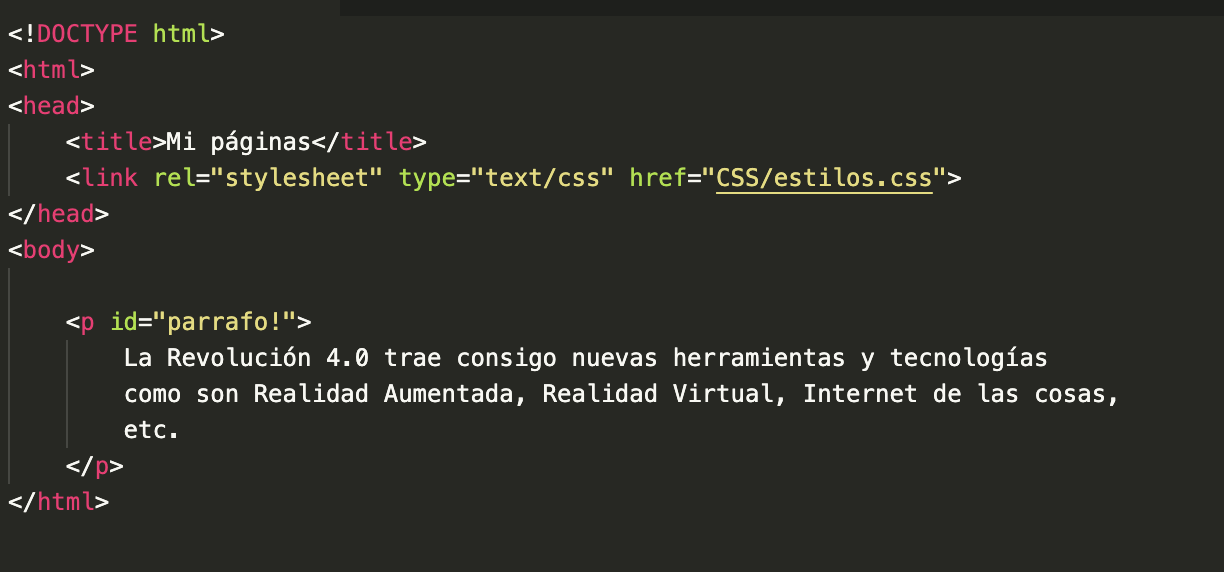 <!DOCTYPE html>
<html>
<head>
    <title>Mi páginas</title>
    <link rel="stylesheet" type="text/css" href="CSS/estilos.css">
</head>
<body>

    <p id="parrafo!">
        La Revolución 4.0 trae consigo nuevas herramientas y tecnologías
        como son Realidad Aumentada, Realidad Virtual, Internet de las cosas,
        etc.
    </p>
</html>